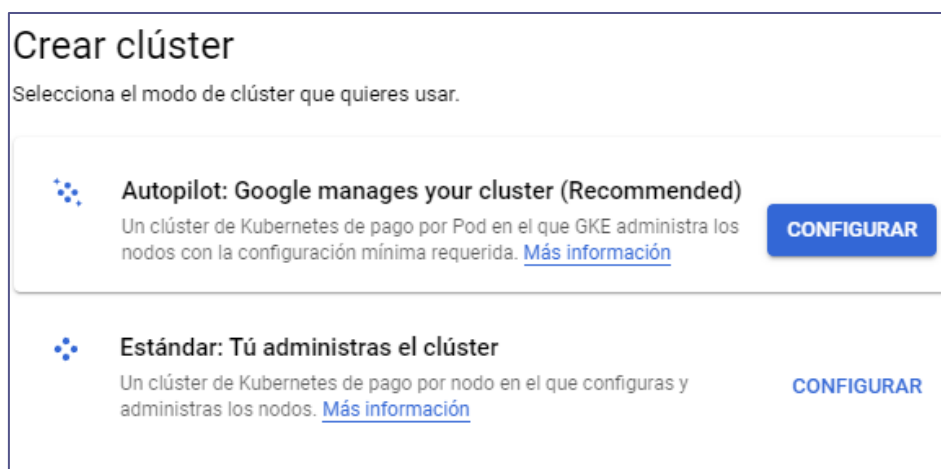 Crear clúster
Selecciona el modo de clúster que quieres usar.
Autopilot: Google manages your cluster (Recommended)
Un clúster de Kubernetes de pago por Pod en el que GKE administra los
nodos con la configuración mínima requerida. Más información
CONFIGURAR
Estándar: Tú administras el clúster
Un clúster de Kubernetes de pago por nodo en el que configuras y
administras los nodos. Más información
CONFIGURAR